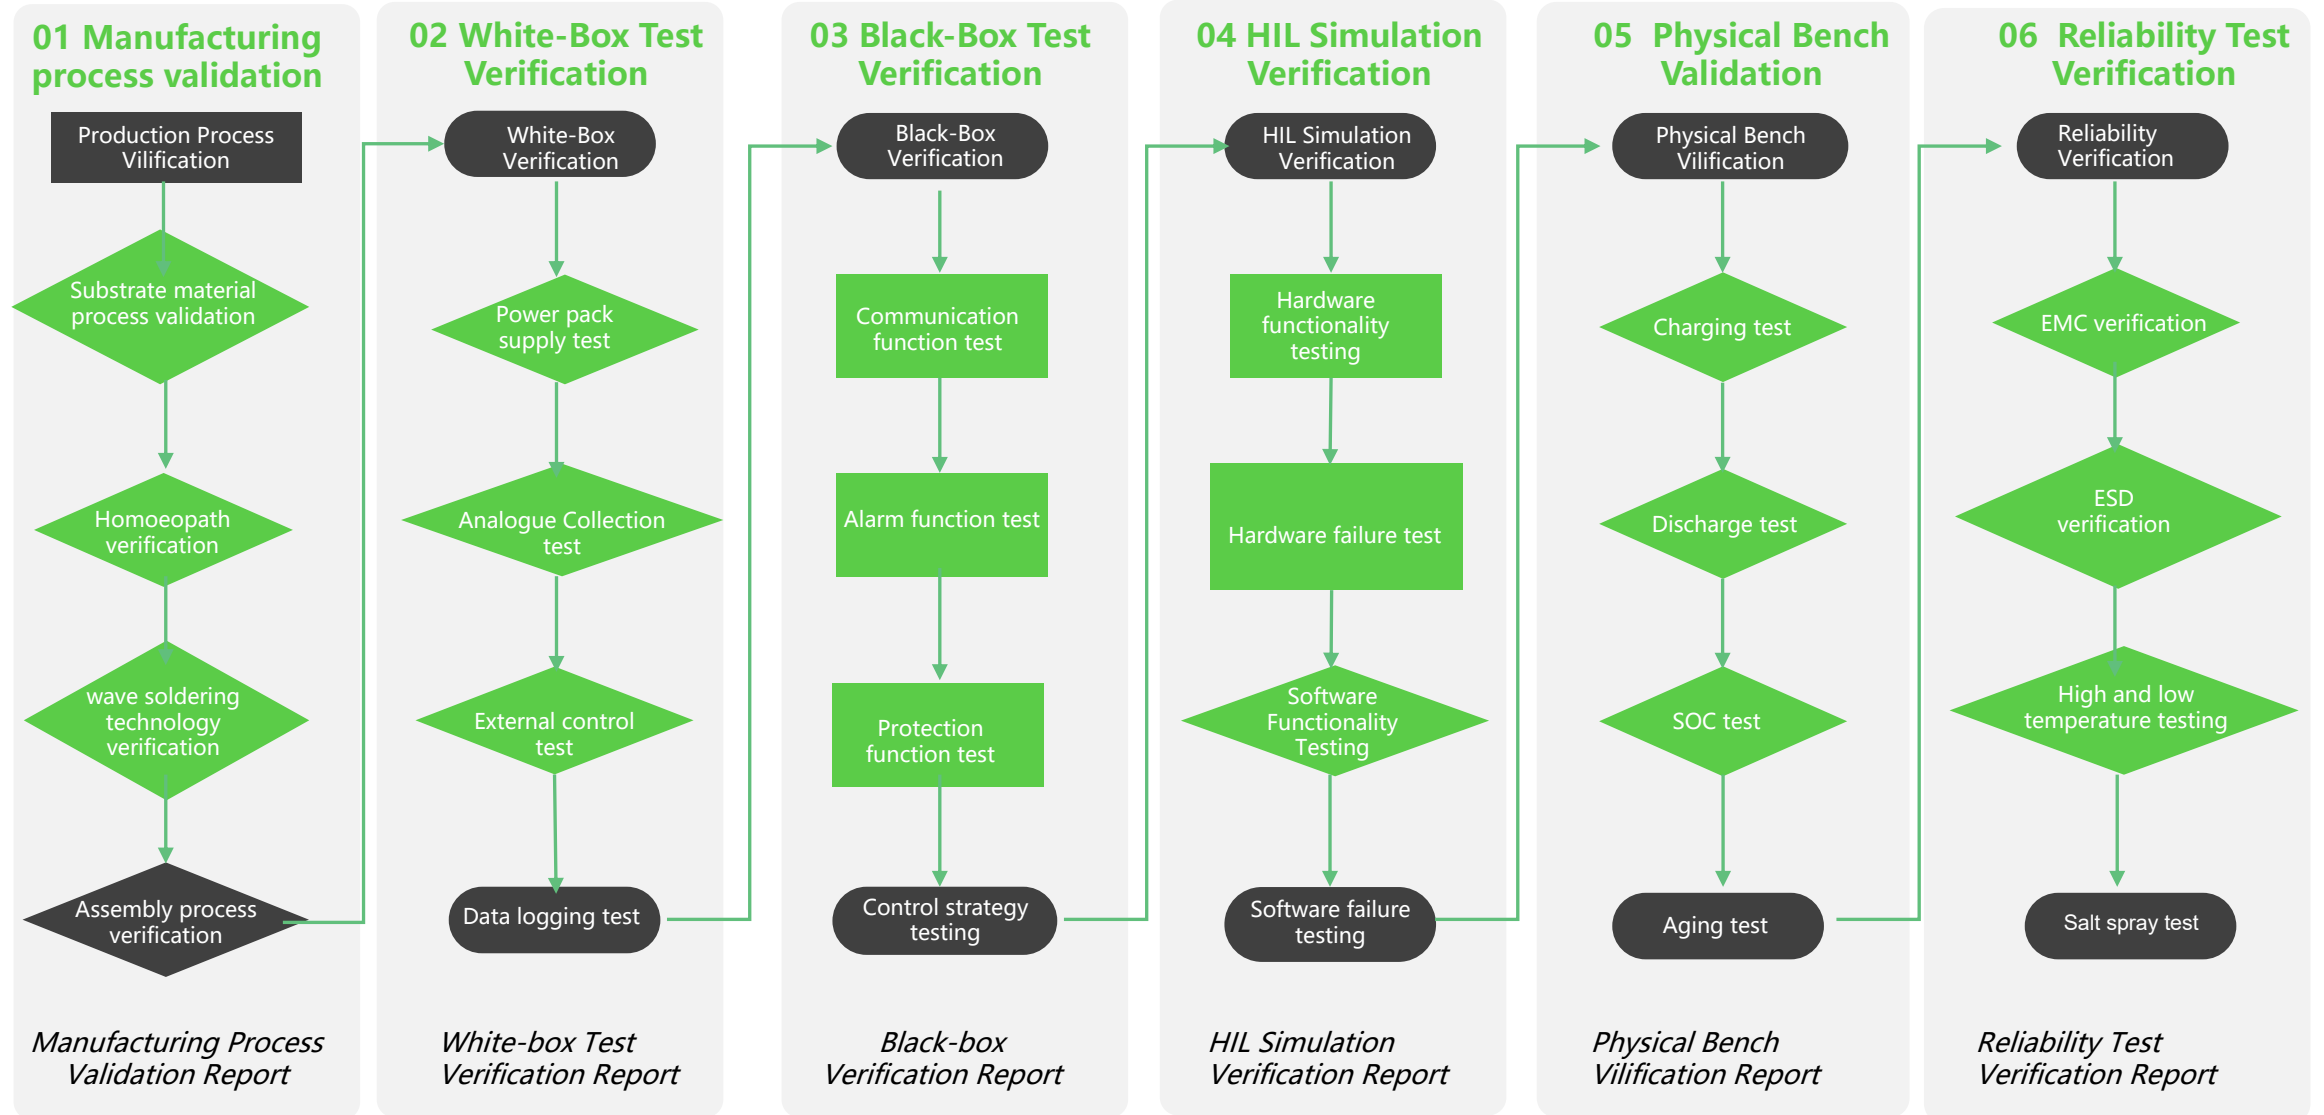 01 Manufacturing
process validation
Production Process
Vilification
Substrate material
process validation
Homoeopath
verification
wave soldering
technology
verification
Assembly process
verification
Manufacturing Process
Validation Report
02 White-Box Test
Verification
White-Box
Verification
Power pack
supply test
Analogue Collection
test
External control
test
Data logging test
White-box Test
Verification Report
03 Black-Box Test
Verification
Black-Box
Verification
Communication
function test
Alarm function test
Protection
function test
Control strategy
testing
Black-box
Verification Report
04 HIL Simulation
Verification
HIL Simulation
Verification
Hardware
functionality
testing
Hardware failure test
Software
Functionality
Testing
Software failure
testing
HIL Simulation
Verification Report
05 Physical Bench
Validation
Physical Bench
Vilification
Charging test
Discharge test
SOC test
Aging test
Physical Bench
Vilification Report
06 Reliability Test
Verification
Reliability
Verification
EMC verification
ESD
verification
High and low
temperature testing
Salt spray test
Reliability Test
Verification Report